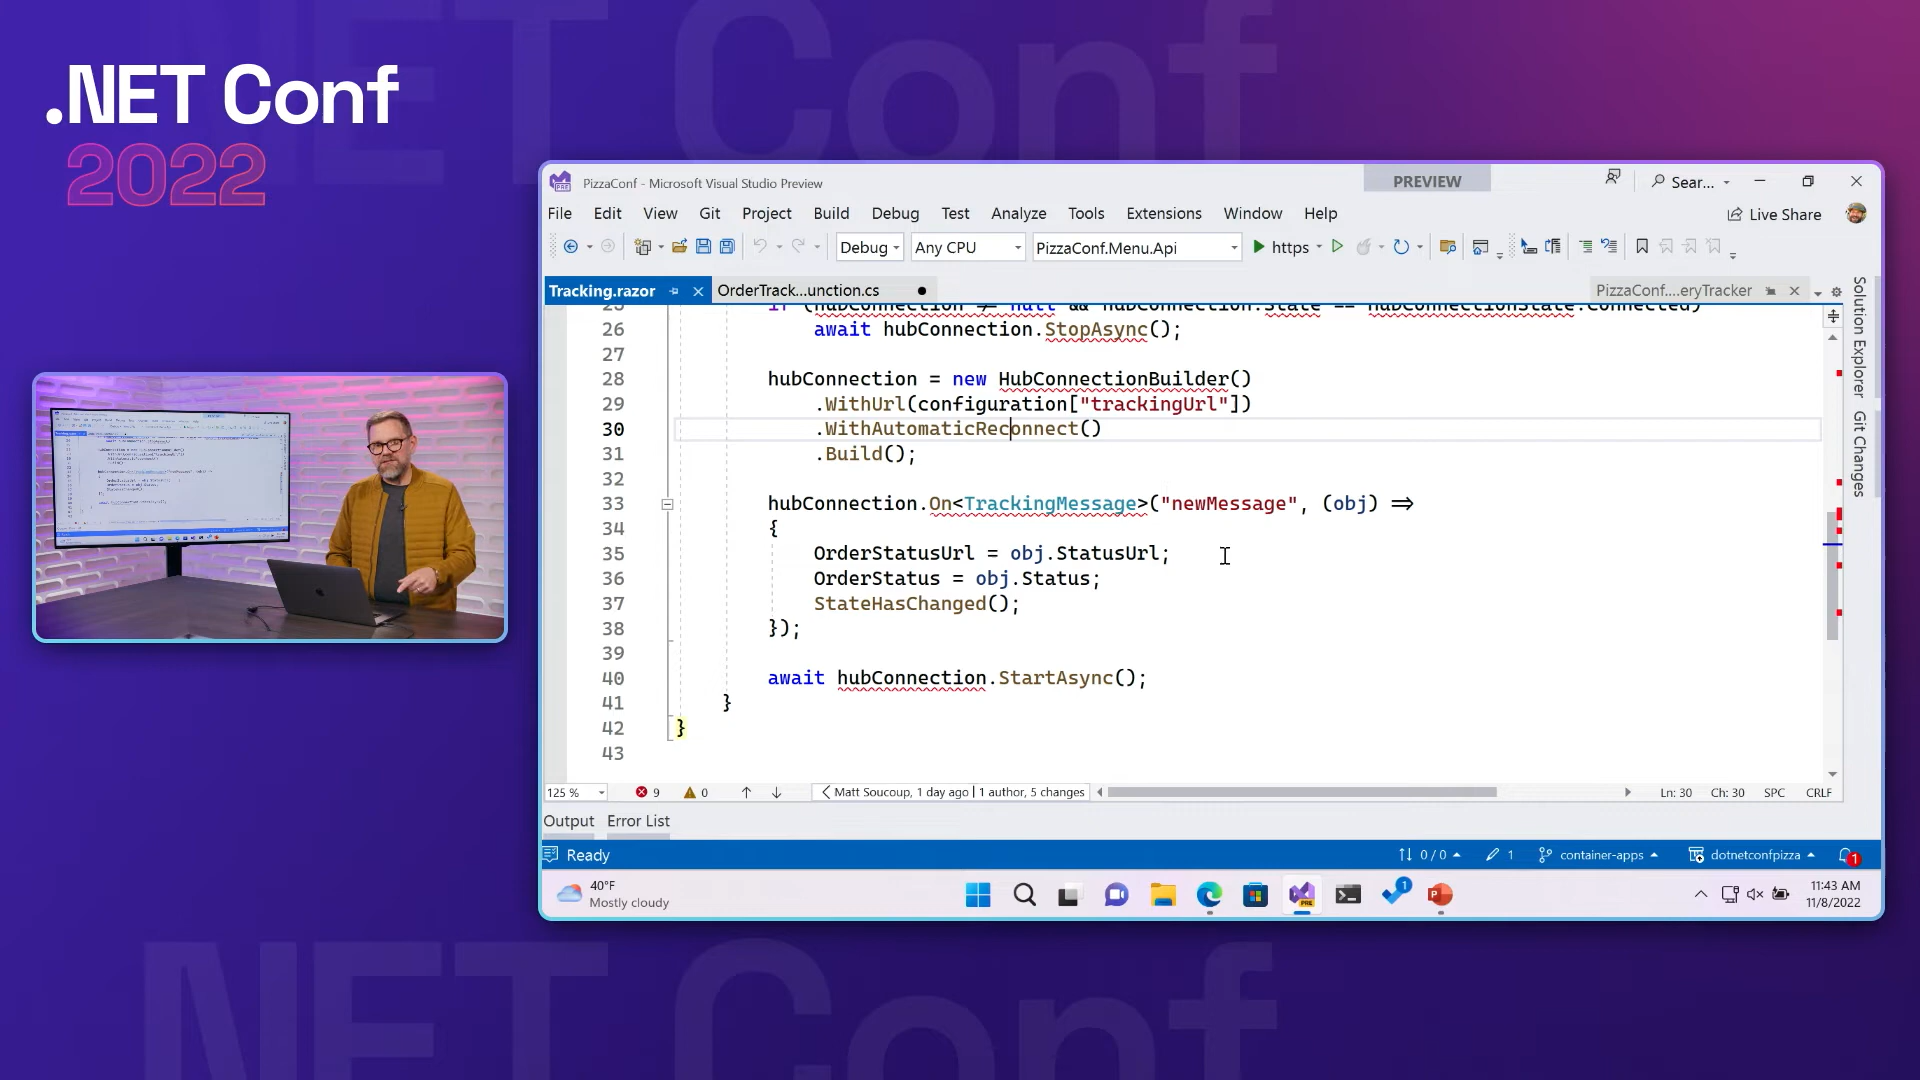 .NET Conf
2022
PizzaConf - Microsoft Visual Studio Preview
PREVIEW
Sear...
File Edit View Git Project Build Debug Test Analyze Tools Extensions Window Help
Live Share
Debug Any CPU PizzaConf.Menu.Api https
Tracking.razor OrderTrack...unction.cs PizzaConf....eryTracker
26 await hubConnection.StopAsync();
27
28 hubConnection = new HubConnectionBuilder()
29 .WithUrl(configuration["trackingUrl"])
30 .WithAutomaticReconnect()
31 .Build();
32
33 hubConnection.On<TrackingMessage>("newMessage", (obj) =>
34 {
35 OrderStatusUrl = obj.StatusUrl;
36 OrderStatus = obj.Status;
37 StateHasChanged();
38 });
39
40 await hubConnection.StartAsync();
41 }
42 }
43
Solution Explorer
Git Changes
125 % 9 0 Matt Soucoup, 1 day ago | 1 author, 5 changes Ln: 30 Ch: 30 SPC CRLF
Output Error List
Ready 0 / 0 1 container-apps dotnetconfpizza 1
40°F
Mostly cloudy
PRE
1
11:43 AM
11/8/2022